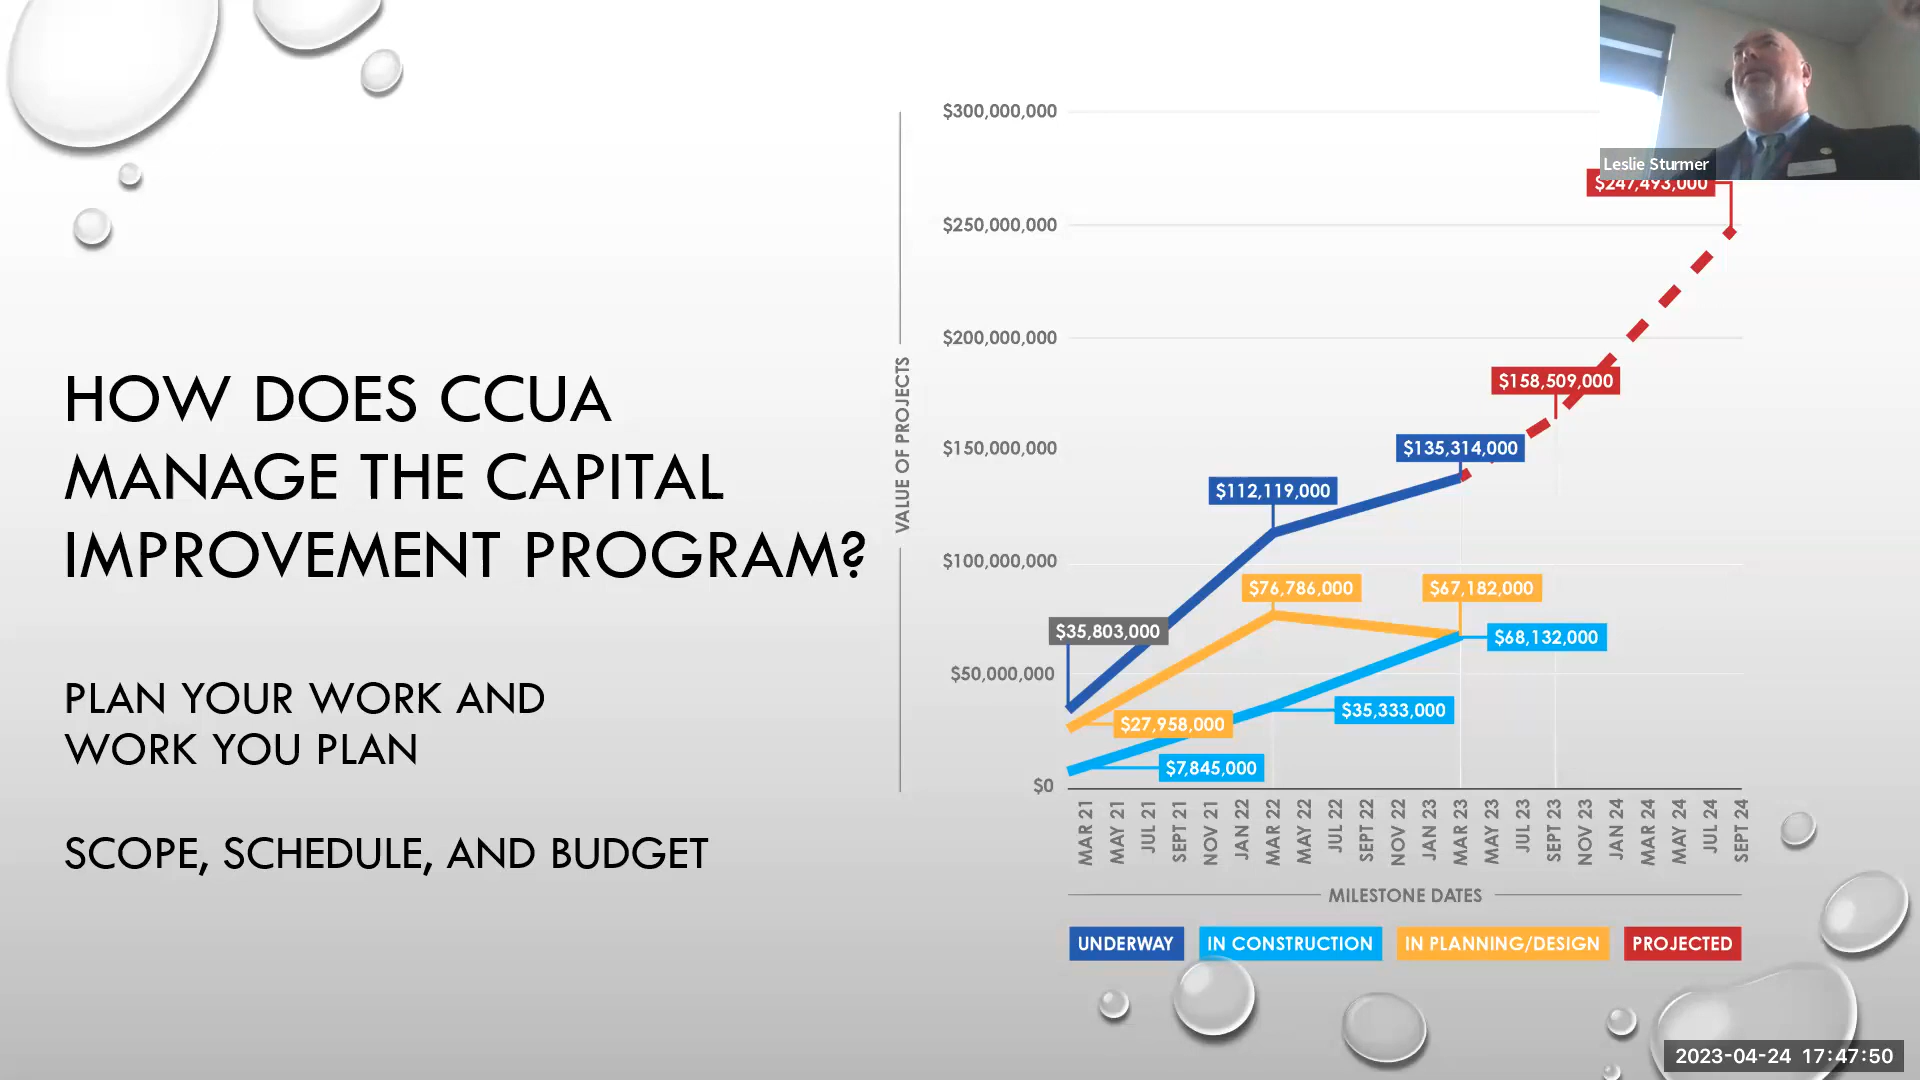 HOW DOES CCUA
MANAGE THE CAPITAL
IMPROVEMENT PROGRAM?
PLAN YOUR WORK AND
WORK YOU PLAN
SCOPE, SCHEDULE, AND BUDGET
VALUE OF PROJECTS
$300,000,000
$250,000,000
$200,000,000
$150,000,000
$100,000,000
$50,000,000
$0
Leslie Sturmer
$247,493,000
$158,509,000
$135,314,000
$112,119,000
$76,786,000
$67,182,000
$35,803,000
$68,132,000
$35,333,000
$27,958,000
$7,845,000
MAR 21
MAY 21
JUL 21
SEPT 21
NOV 21
JAN 22
MAR 22
MAY 22
JUL 22
SEPT 22
NOV 22
JAN 23
MAR 23
MAY 23
JUL 23
SEPT 23
NOV 23
JAN 24
MAR 24
MAY 24
JUL 24
SEPT 24
MILESTONE DATES
UNDERWAY
IN CONSTRUCTION
IN PLANNING/DESIGN
PROJECTED
2023-04-24 17:47:50